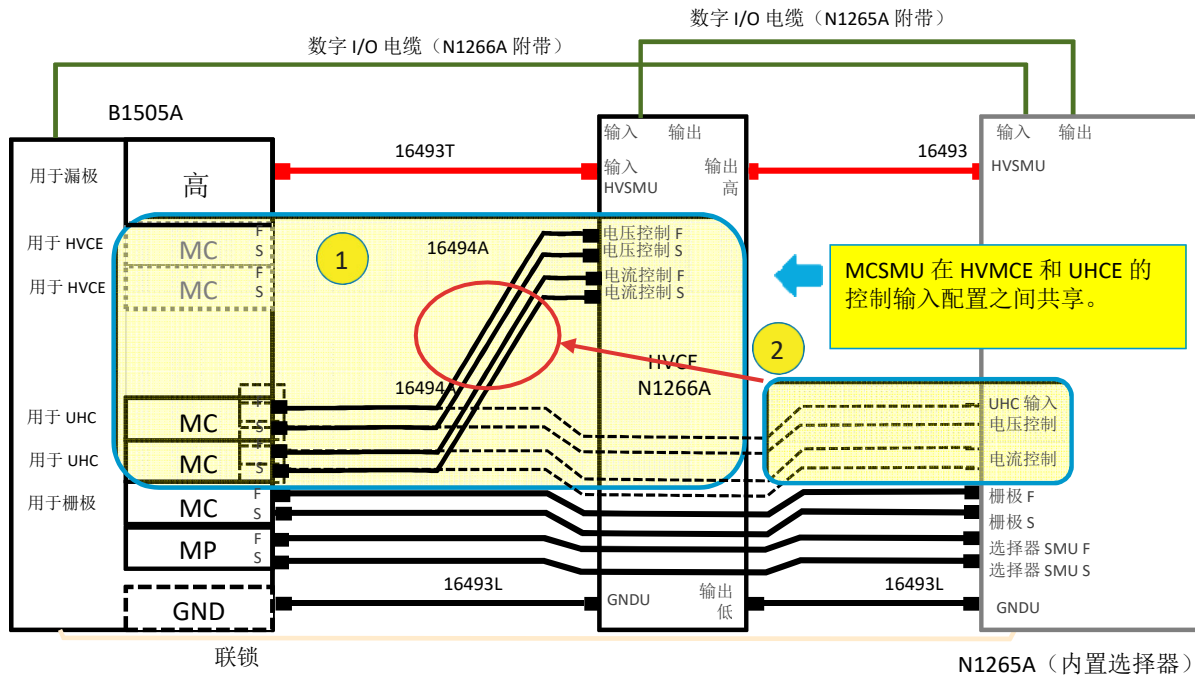 数字 I/O 电缆（N1265A 附带）
数字 I/O 电缆（N1266A 附带）
B1505A
用于漏极
高
16493T
输入 输出
输入
HVSMU
输出
高
16493
输入 输出
HVSMU
用于 HVCE
MC
F
S
用于 HVCE
MC
F
S
1
16494A
电压控制 F
电压控制 S
电流控制 F
电流控制 S
MCSMU 在 HVMCE 和 UHCE 的
控制输入配置之间共享。
2
HVCE
N1266A
16494A
用于 UHC
MC
F
S
用于 UHC
MC
F
S
UHC 输入
电压控制
电流控制
用于栅极
MC
F
S
栅极 F
栅极 S
MP
F
S
选择器 SMU F
选择器 SMU S
GND
16493L
GNDU
输出
低
16493L
GNDU
联锁
N1265A（内置选择器）